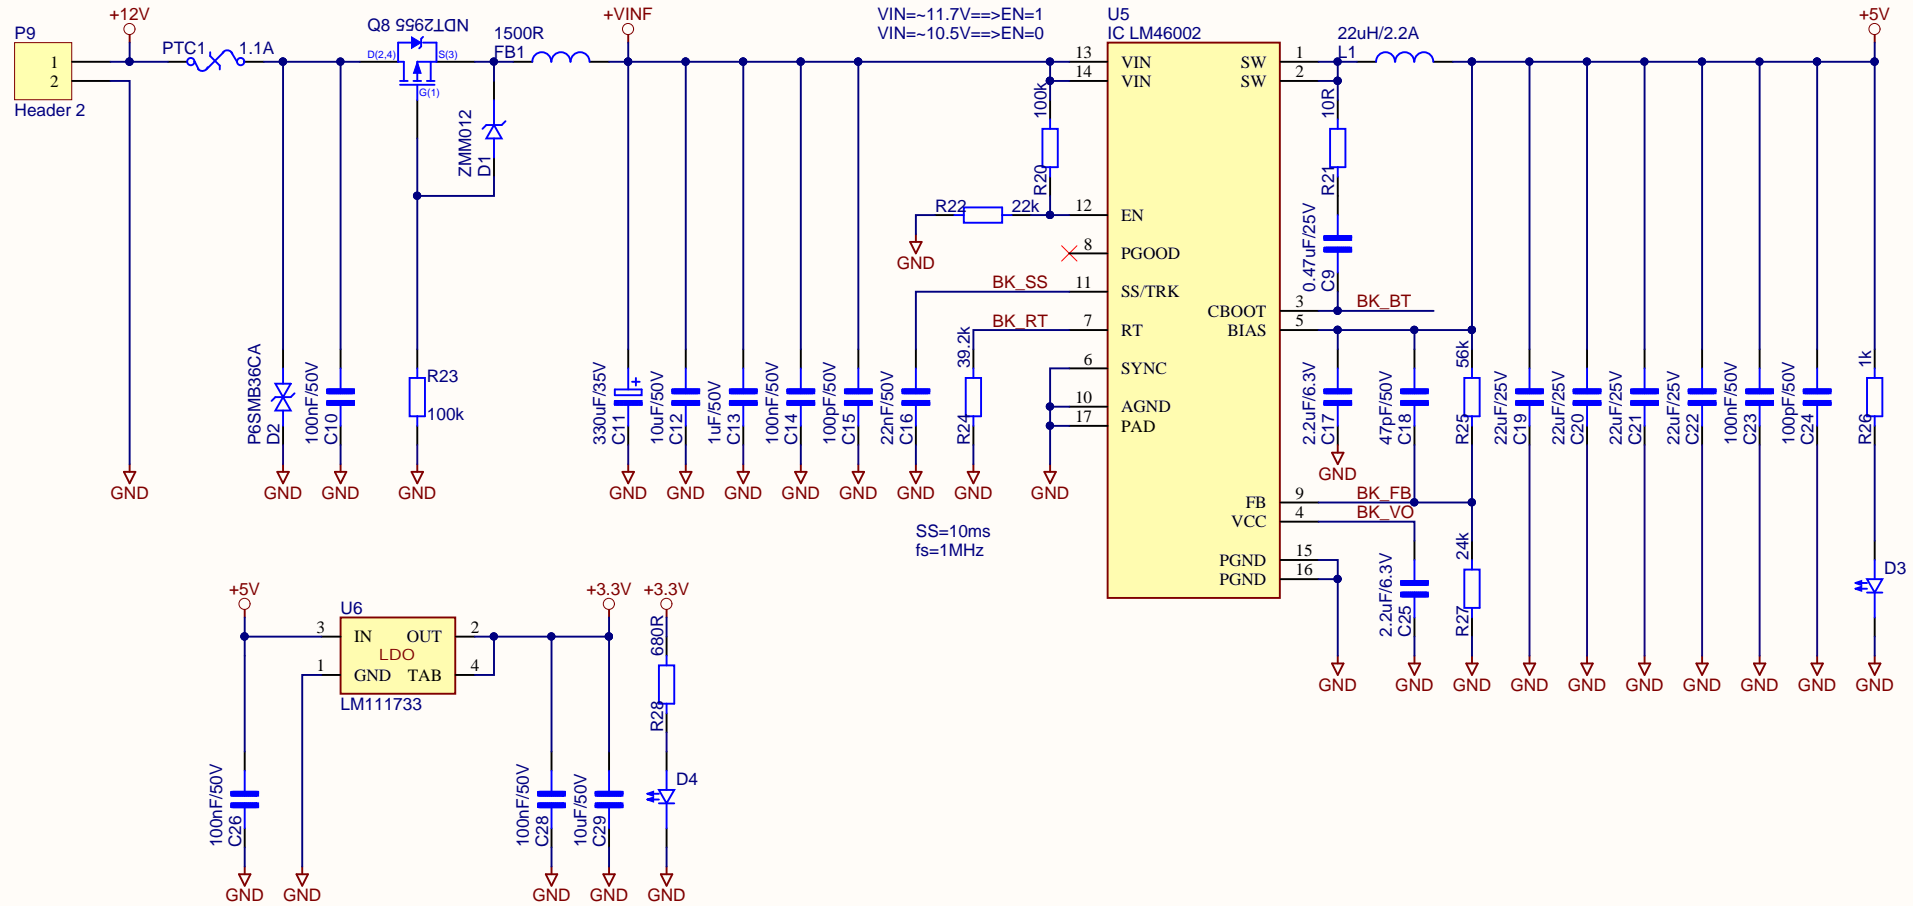 +12V
P9
1
2
Header 2
PTC1
1.1A
NDT2955 Q8
D(2,4)
S(3)
G(1)
1500R
FB1
+VINF
ZMM012
D1
VIN=~11.7V==>EN=1
VIN=~10.5V==>EN=0
U5
IC LM46002
22uH/2.2A
L1
+5V
13
VIN
14
VIN
12
EN
8
PGOOD
11
SS/TRK
7
RT
6
SYNC
10
AGND
17
PAD
SW
1
SW
2
CBOOT
3
BIAS
5
FB
9
VCC
4
PGND
15
PGND
16
100k
R20
R22
22k
GND
BK_SS
BK_RT
39.2k
R24
10R
R21
0.47uF/25V
C9
BK_BT
P6SMB36CA
D2
100nF/50V
C10
R23
100k
330uF/35V
+
C11
10uF/50V
C12
1uF/50V
C13
100nF/50V
C14
100pF/50V
C15
22nF/50V
C16
2.2uF/6.3V
C17
GND
47pF/50V
C18
56k
R25
22uF/25V
C19
22uF/25V
C20
22uF/25V
C21
22uF/25V
C22
100nF/50V
C23
100pF/50V
C24
1k
R26
GND
GND
GND
GND
GND
GND
GND
GND
GND
GND
GND
GND
BK_FB
BK_VO
SS=10ms
fs=1MHz
2.2uF/6.3V
C25
24k
R27
D3
GND
GND
GND
GND
GND
GND
GND
GND
GND
GND
+5V
U6
3
IN
OUT
2
LDO
1
GND
TAB
4
LM111733
+3.3V
+3.3V
680R
R28
D4
100nF/50V
C26
100nF/50V
C28
10uF/50V
C29
GND
GND
GND
GND
GND